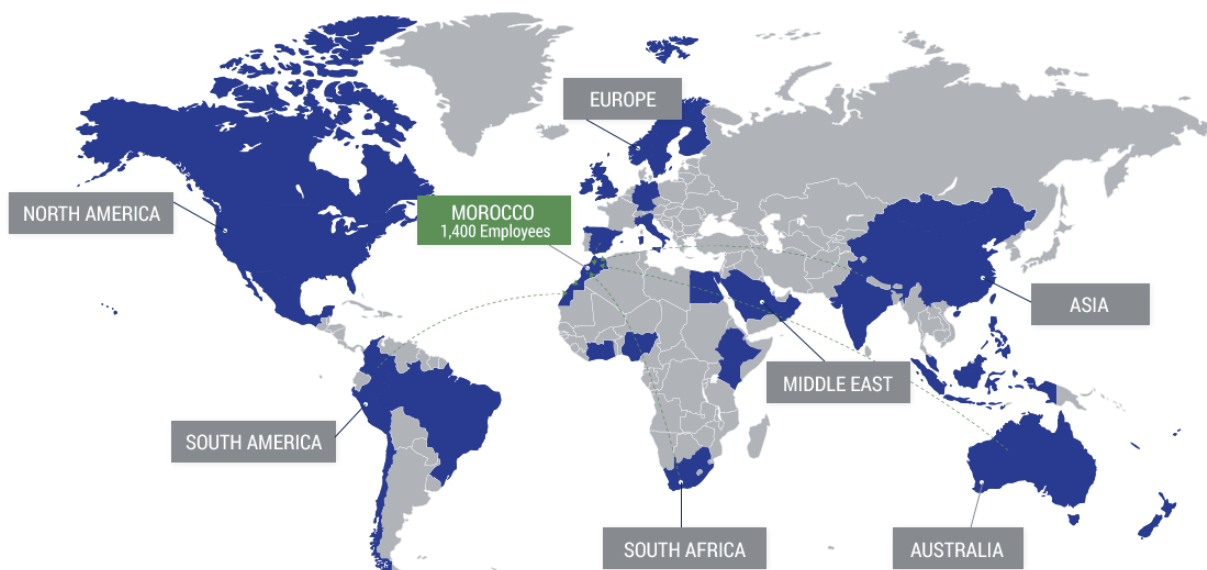 EUROPE
NORTH AMERICA
MOROCCO
1,400 Employees
ASIA
MIDDLE EAST
SOUTH AMERICA
SOUTH AFRICA
AUSTRALIA